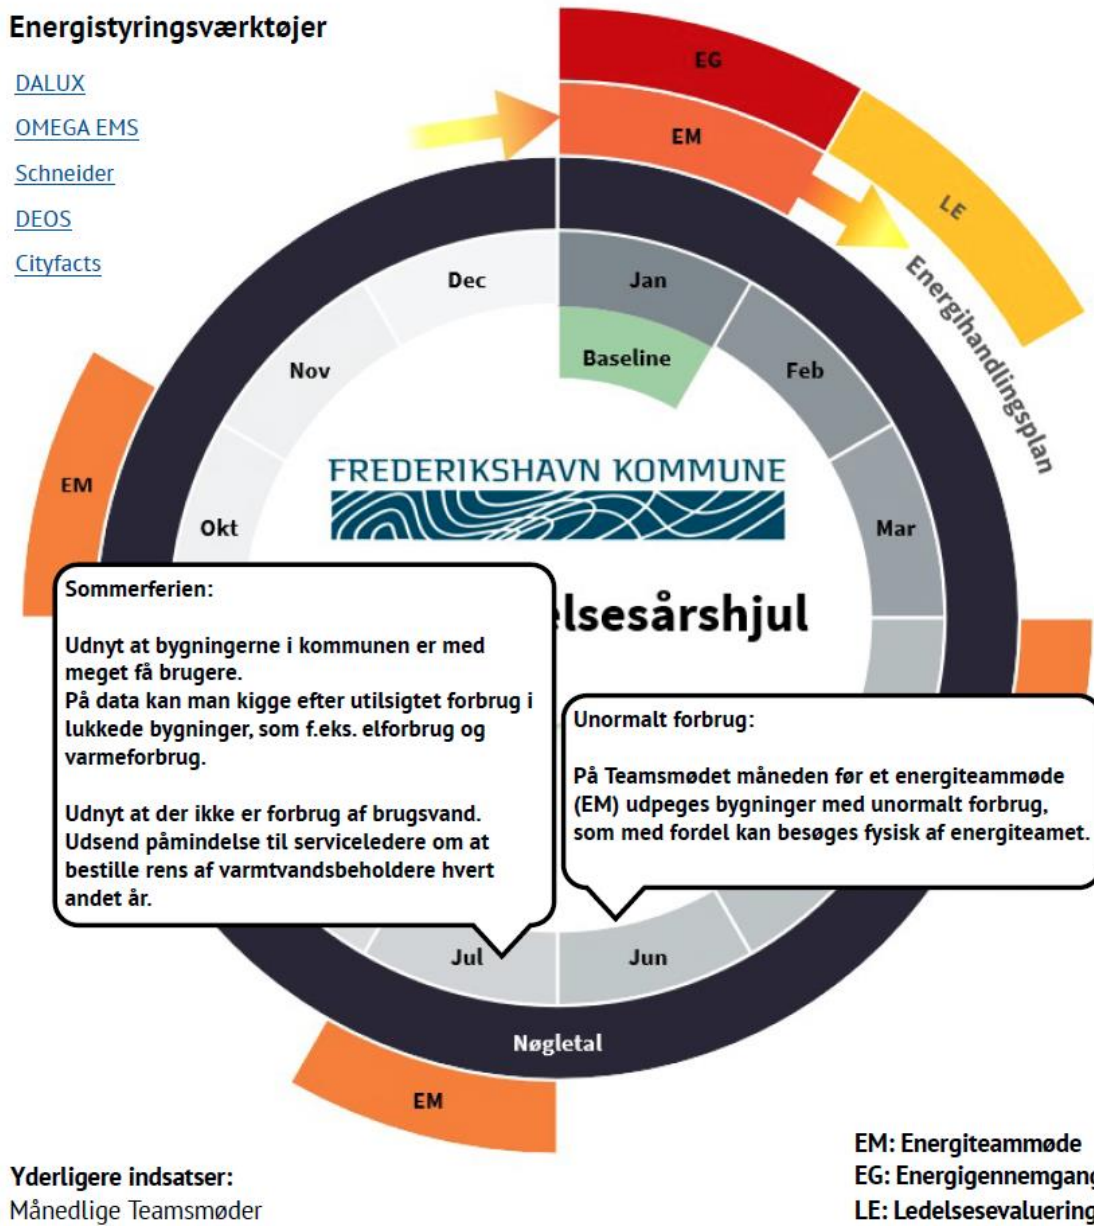 Energistyringsværktøjer
DALUX
OMEGA EMS
Schneider
DEOS
Cityfacts
EG
EM
LE
Energihandlingsplan
Dec
Jan
Baseline
Nov
Feb
EM
Okt
Mar
FREDERIKSHAVN KOMMUNE
elsesårshjul
Sommerferien:
Udnyt at bygningerne i kommunen er med
meget få brugere.
På data kan man kigge efter utilsigtet forbrug i
lukkede bygninger, som f.eks. elforbrug og
varmeforbrug.
Udnyt at der ikke er forbrug af brugsvand.
Udsend påmindelse til serviceledere om at
bestille rens af varmtvandsbeholdere hvert
andet år.
Unormalt forbrug:
På Teamsmødet måneden før et energiteammøde
(EM) udpeges bygninger med unormalt forbrug,
som med fordel kan besøges fysisk af energiteamet.
Jul
Jun
Nøgletal
EM
Yderligere indsatser:
Månedlige Teamsmøder
EM: Energiteammøde
EG: Energigennemgang
LE: Ledelsesevaluering